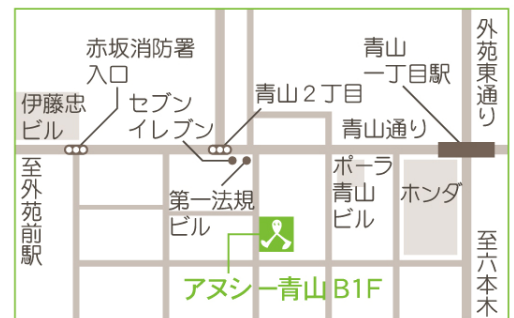 赤坂消防署
入口
伊藤忠
ビル
セブン
イレブン
青山2丁目
青山
一丁目駅
外苑東通り
青山通り
至外苑前駅
第一法規
ビル
ポーラ
青山
ビル
ホンダ
至六本木
アヌシー青山 B1F